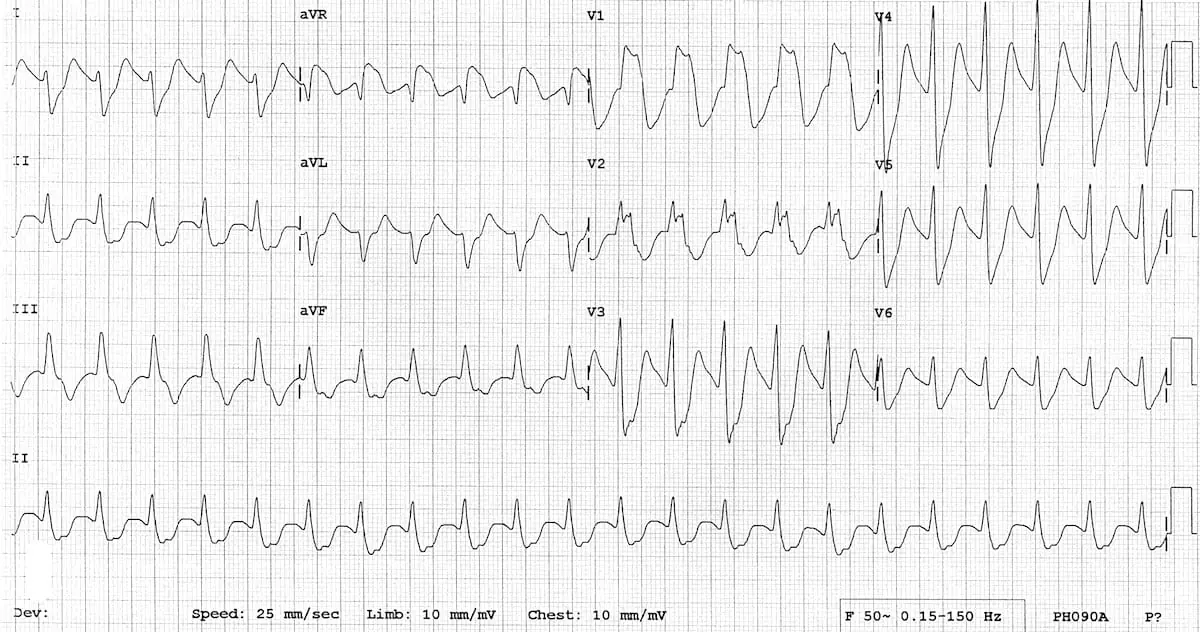 I aVR V1 V4
II aVL V2 V5
III aVF V3 V6
II
Dev: Speed: 25 mm/sec Limb: 10 mm/mV Chest: 10 mm/mV F 50~ 0.15-150 Hz PH090A P?